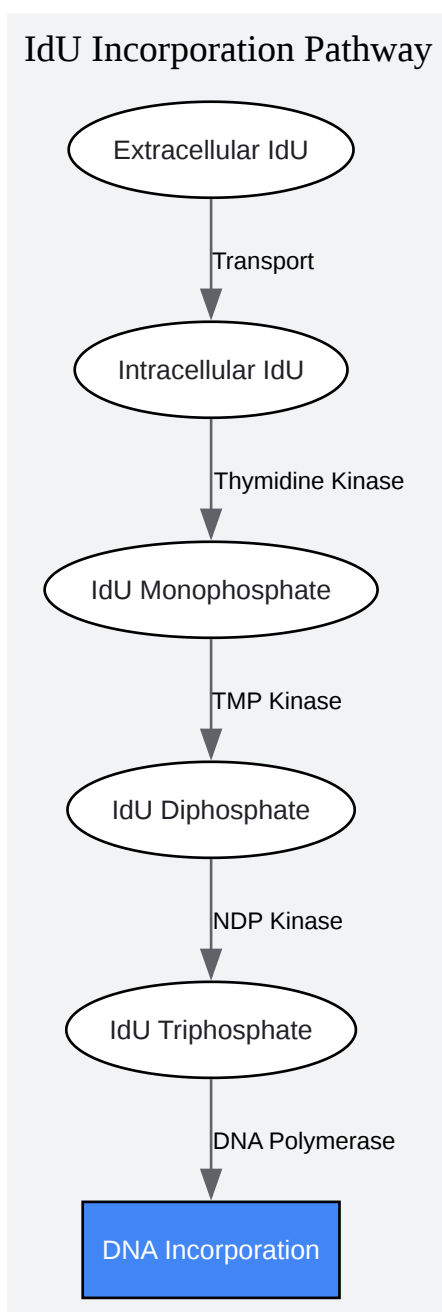 IdU Incorporation Pathway
Extracellular IdU
Transport
Intracellular IdU
Thymidine Kinase
IdU Monophosphate
TMP Kinase
IdU Diphosphate
NDP Kinase
IdU Triphosphate
DNA Polymerase
DNA Incorporation